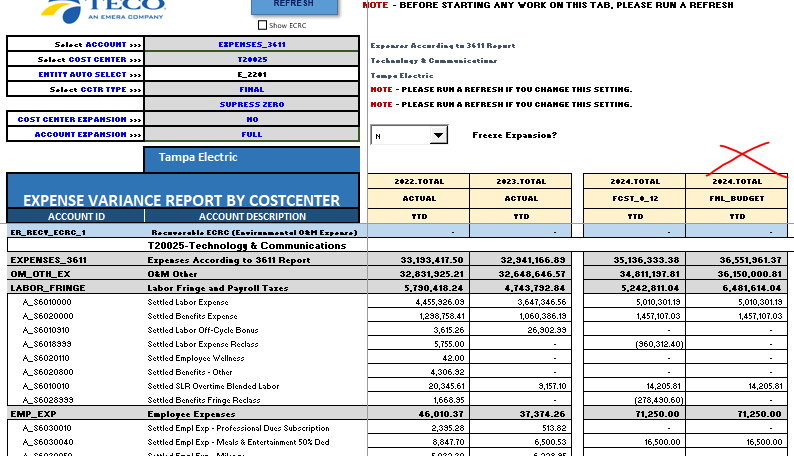 TECO.
AN EMERA COMPANY
REFRESH
NOTE - BEFORE STARTING ANY WORK ON THIS TAB, PLEASE RUN A REFRESH
Show ECRC
Select ACCOUNT >>> EXPENSES_3611 Expenses According to 3611 Report
Select COST CENTER >>> T20025 Technology & Communications
ENTITY AUTO SELECT >>> E_2201 Tampa Electric
Select CCTR TYPE >>> FINAL NOTE - PLEASE RUN A REFRESH IF YOU CHANGE THIS SETTING.
SUPRESS ZERO NOTE - PLEASE RUN A REFRESH IF YOU CHANGE THIS SETTING.
COST CENTER EXPANSION >>> NO
ACCOUNT EXPANSION >>> FULL N Freeze Expansion?
Tampa Electric
2022.TOTAL 2023.TOTAL 2024.TOTAL 2024.TOTAL
EXPENSE VARIANCE REPORT BY COSTCENTER ACTUAL ACTUAL FCST_0_12 FNL_BUDGET
ACCOUNT ID ACCOUNT DESCRIPTION YTD YTD YTD YTD
ER_RECV_ECRC_1 Recoverable ECRC (Environmental O&M Expense) - - - -
T20025-Technology & Communications
EXPENSES_3611 Expenses According to 3611 Report 33,193,417.50 32,941,166.89 35,136,333.38 36,551,961.37
OM_OTH_EX O&M Other 32,831,925.21 32,648,646.57 34,811,197.81 36,150,000.81
LABOR_FRINGE Labor Fringe and Payroll Taxes 5,790,418.24 4,743,792.84 5,242,811.04 6,481,614.04
A_S6010000 Settled Labor Expense 4,455,926.09 3,647,346.56 5,010,301.19 5,010,301.19
A_S6020000 Settled Benefits Expense 1,298,758.41 1,060,386.19 1,457,107.03 1,457,107.03
A_S6010910 Settled Labor Off-Cycle Bonus 3,615.26 26,902.99 - -
A_S6018999 Settled Labor Expense Reclass 5,755.00 - (960,312.40) -
A_S6020110 Settled Employee Wellness 42.00 - - -
A_S6020800 Settled Benefits - Other 4,306.92 - - -
A_S6010010 Settled SLR Overtime Blended Labor 20,345.61 9,157.10 14,205.81 14,205.81
A_S6028999 Settled Benefits Fringe Reclass 1,668.95 - (278,490.60) -
EMP_EXP Employee Expenses 46,010.37 37,374.26 71,250.00 71,250.00
A_S6030010 Settled Empl Exp - Professional Dues Subscription 2,395.28 513.82 - -
A_S6030040 Settled Empl Exp - Meals & Entertainment 50% Ded 8,847.70 6,500.53 16,500.00 16,500.00